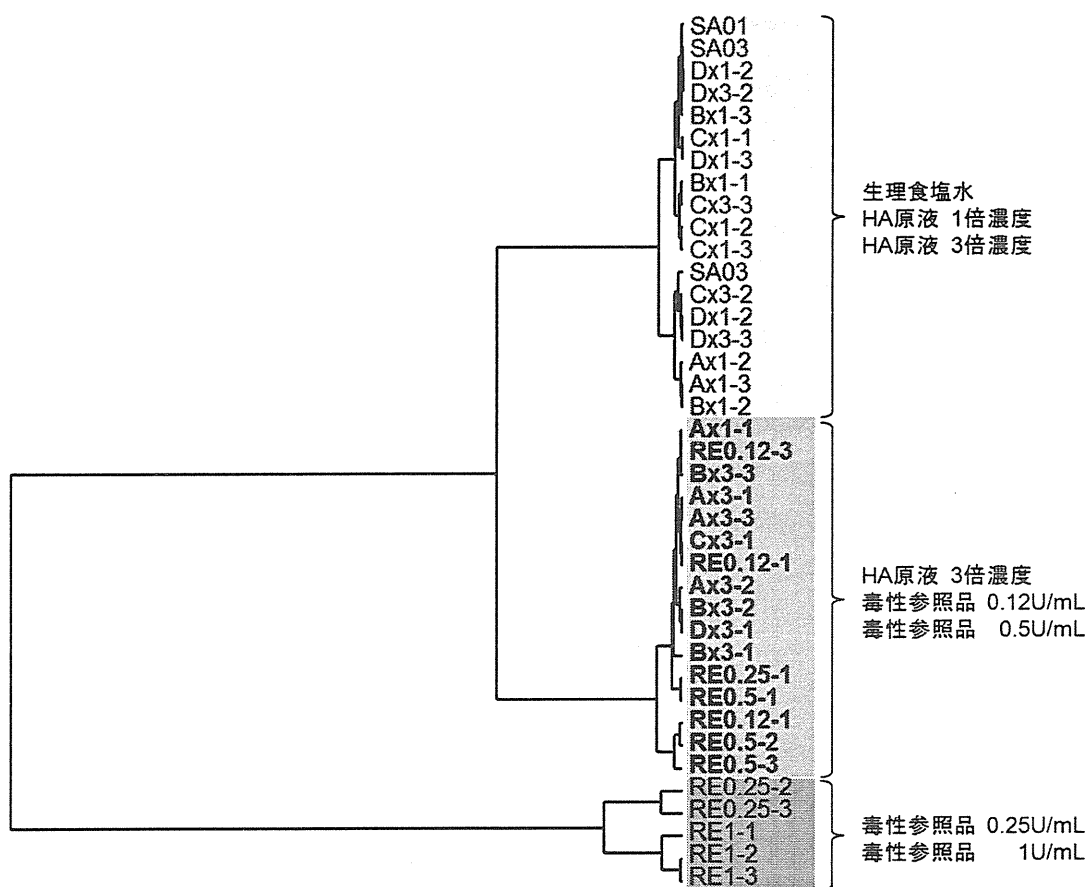 SA01
SA03
Dx1-2
Dx3-2
Bx1-3
Cx1-1
Dx1-3
Bx1-1
Cx3-3
Cx1-2
Cx1-3
SA03
Cx3-2
Dx1-2
Dx3-3
Ax1-2
Ax1-3
Bx1-2
生理食塩水
HA原液 1倍濃度
HA原液 3倍濃度
Ax1-1
RE0.12-3
Bx3-3
Ax3-1
Ax3-3
Cx3-1
RE0.12-1
Ax3-2
Bx3-2
Dx3-1
Bx3-1
RE0.25-1
RE0.5-1
RE0.12-1
RE0.5-2
RE0.5-3
HA原液 3倍濃度
毒性参照品 0.12U/mL
毒性参照品 0.5U/mL
RE0.25-2
RE0.25-3
RE1-1
RE1-2
RE1-3
毒性参照品 0.25U/mL
毒性参照品 1U/mL